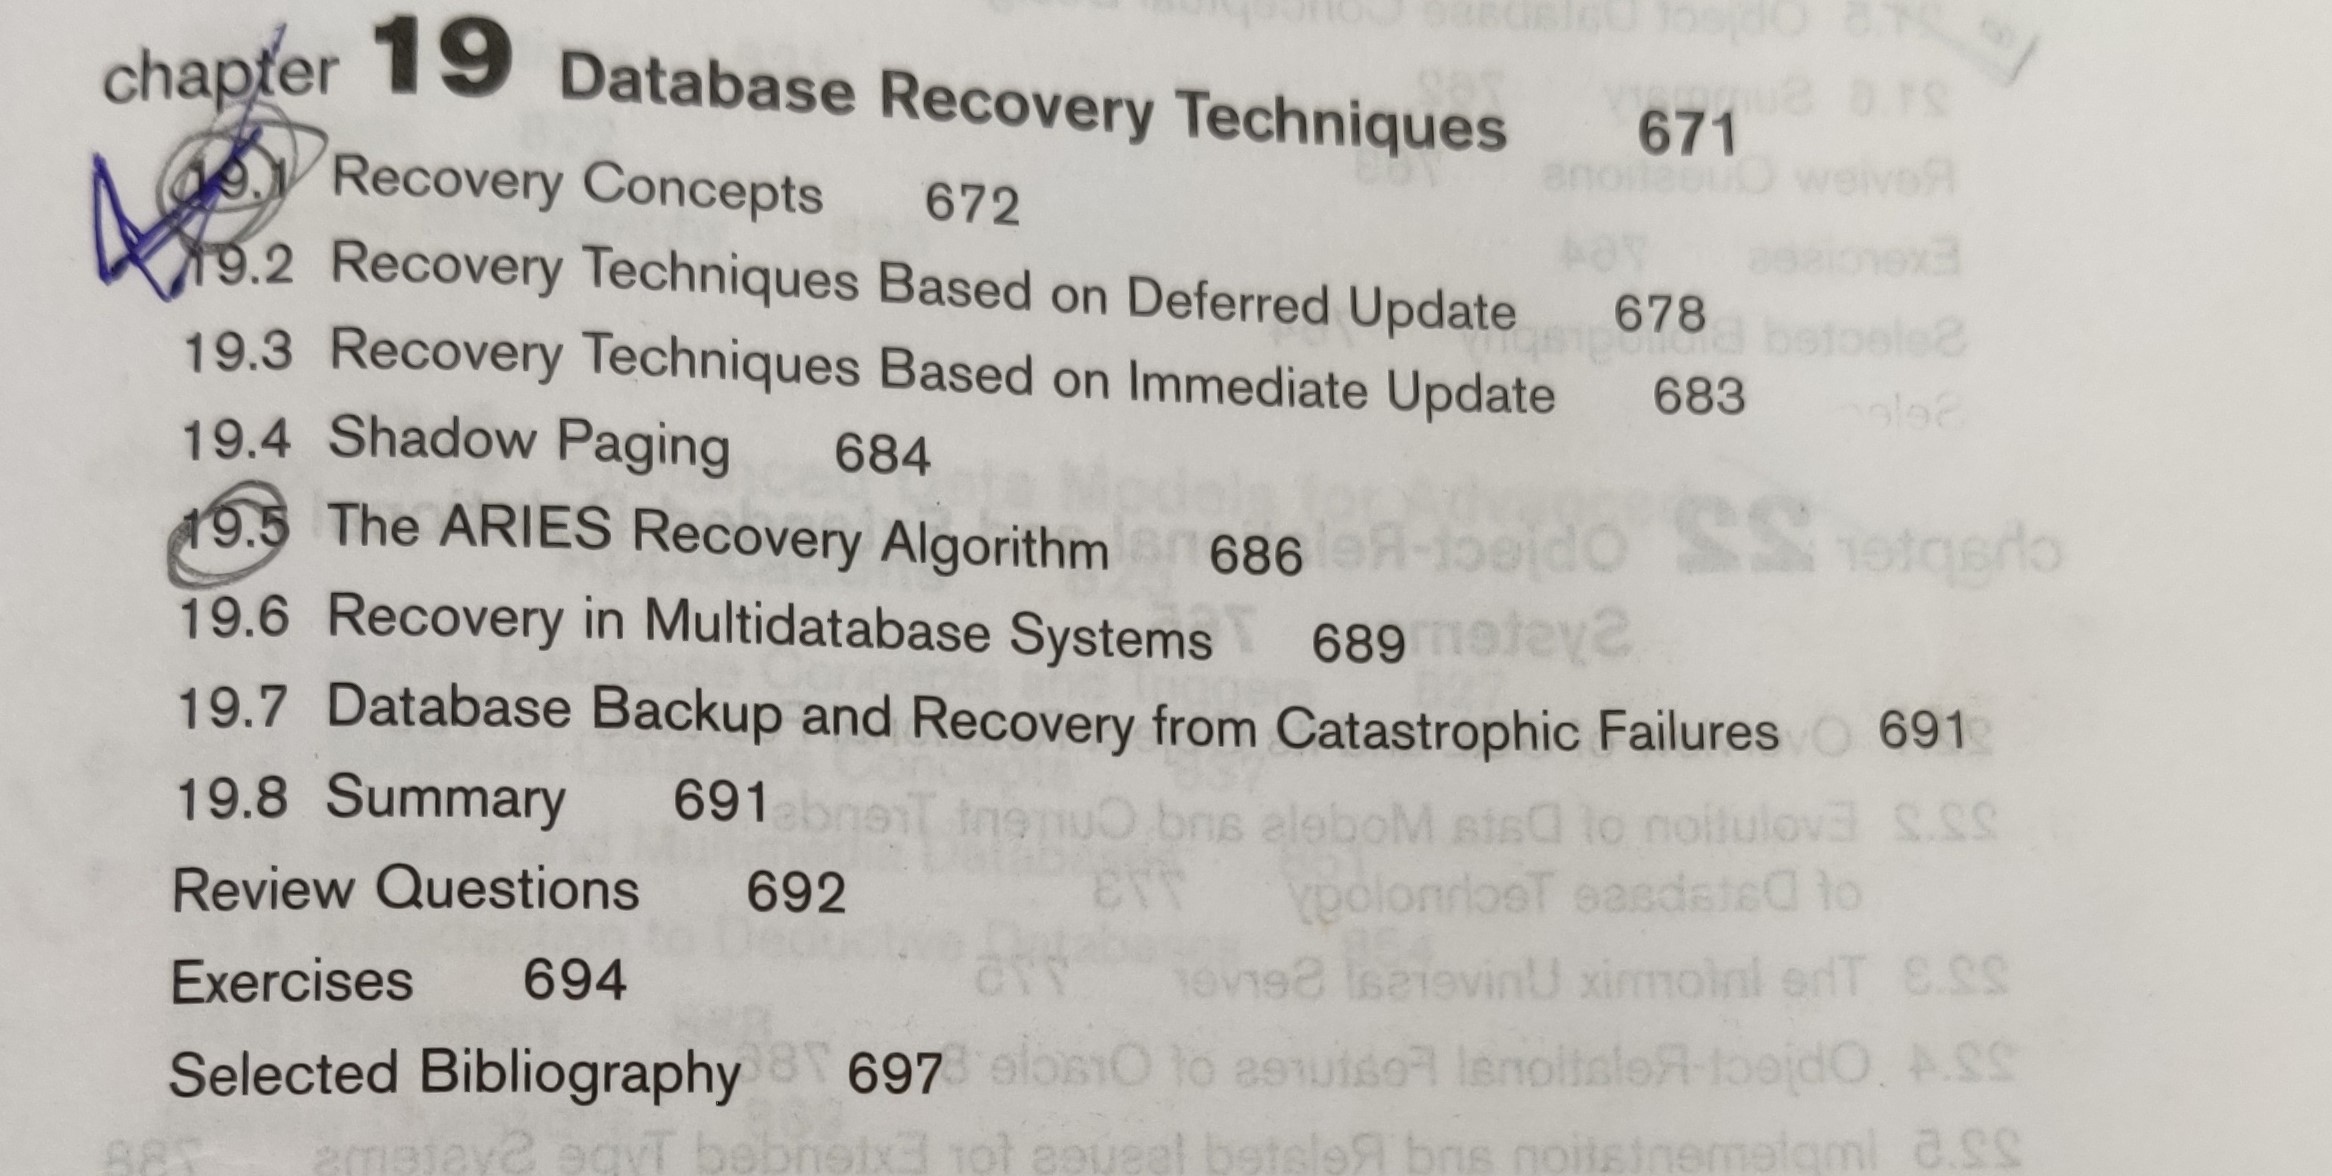 chapter 19 Database Recovery Techniques 671
19.1 Recovery Concepts 672
19.2 Recovery Techniques Based on Deferred Update 678
19.3 Recovery Techniques Based on Immediate Update 683
19.4 Shadow Paging 684
19.5 The ARIES Recovery Algorithm 686
19.6 Recovery in Multidatabase Systems 689
19.7 Database Backup and Recovery from Catastrophic Failures 691
19.8 Summary 691
Review Questions 692
Exercises 694
Selected Bibliography 697